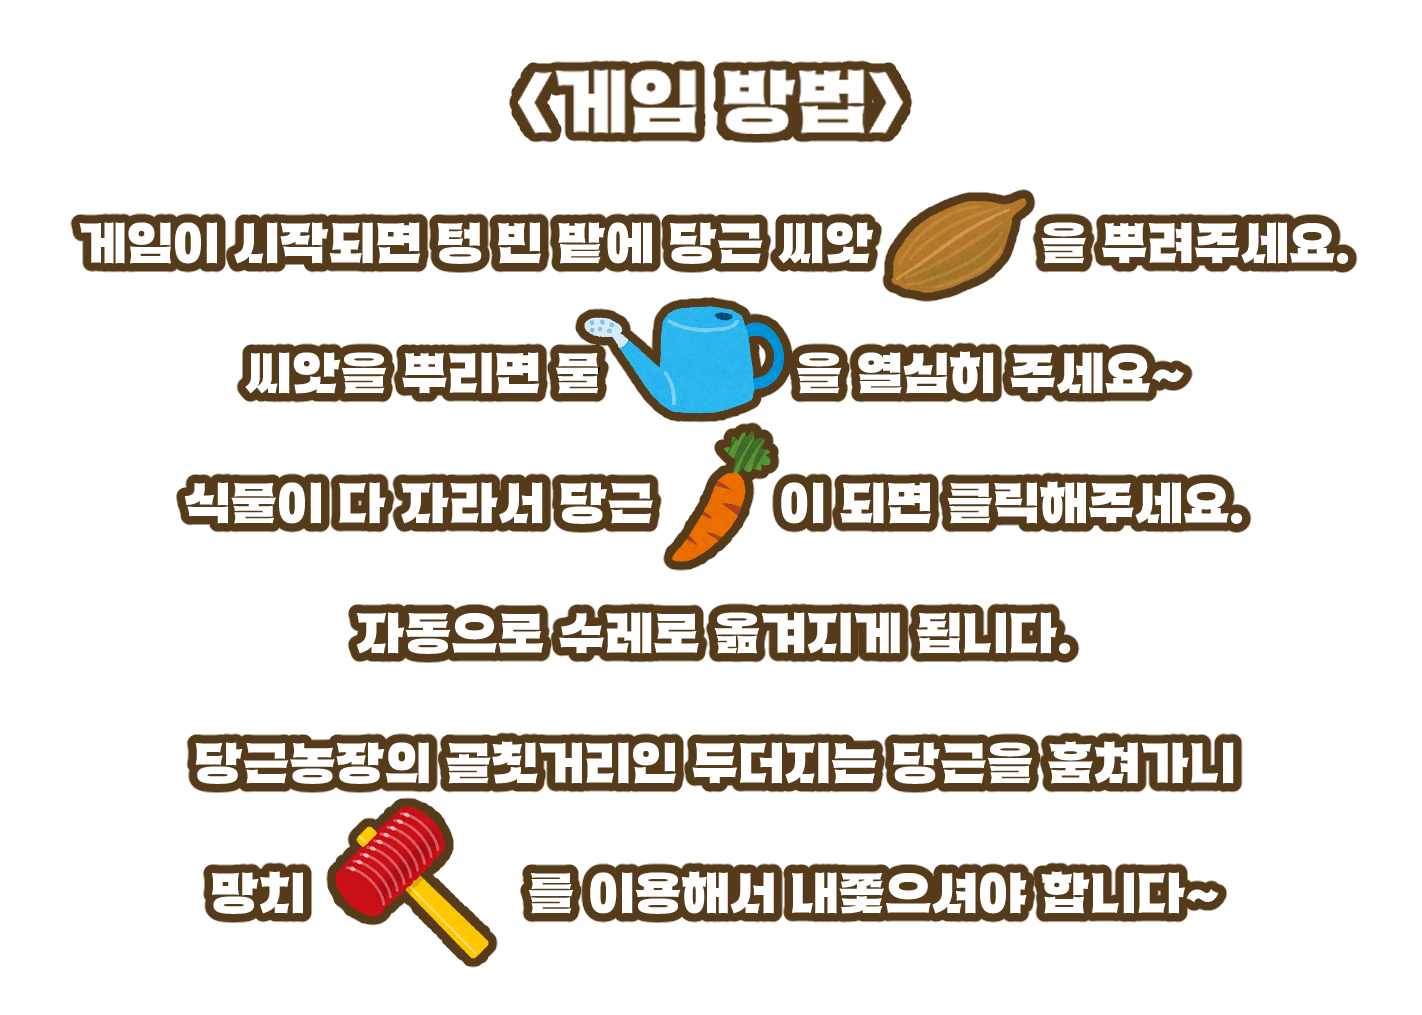 <게임 방법>
게임이 시작되면 텅 빈 밭에 당근 씨앗 을 뿌려주세요.
씨앗을 뿌리면 물 을 열심히 주세요~
식물이 다 자라서 당근 이 되면 클릭해주세요.
자동으로 수레로 옮겨지게 됩니다.
당근농장의 골칫거리인 두더지는 당근을 훔쳐가니
망치 를 이용해서 내쫓으셔야 합니다~